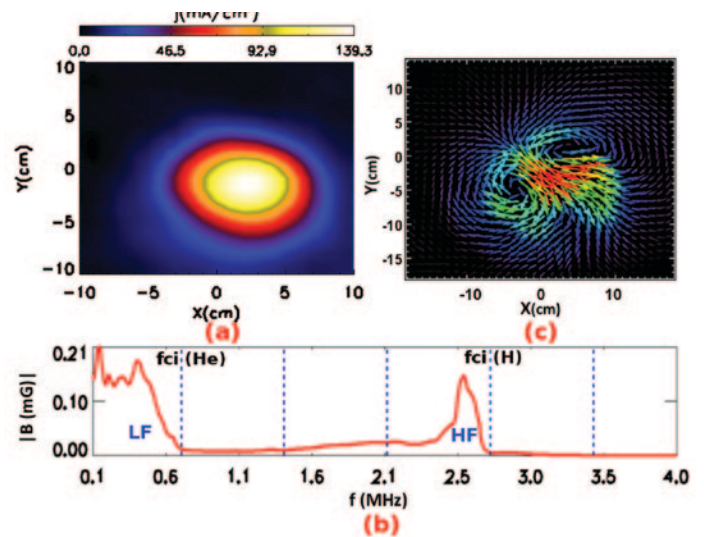 j(mA/cm²)
0.0 46.5 92.9 139.3
10
5
0
-5
-10
Y(cm)
-10 -5 0 5 10
X(cm)
(a)
10
5
0
-5
-10
-15
Y(cm)
-10 0 10
X(cm)
(c)
0.21
0.10
0.00
|B (mG)|
fci (He)
fci (H)
LF
HF
0.1 0.6 1.1 1.6 2.1 2.5 3.0 3.5 4.0
f (MHz)
(b)